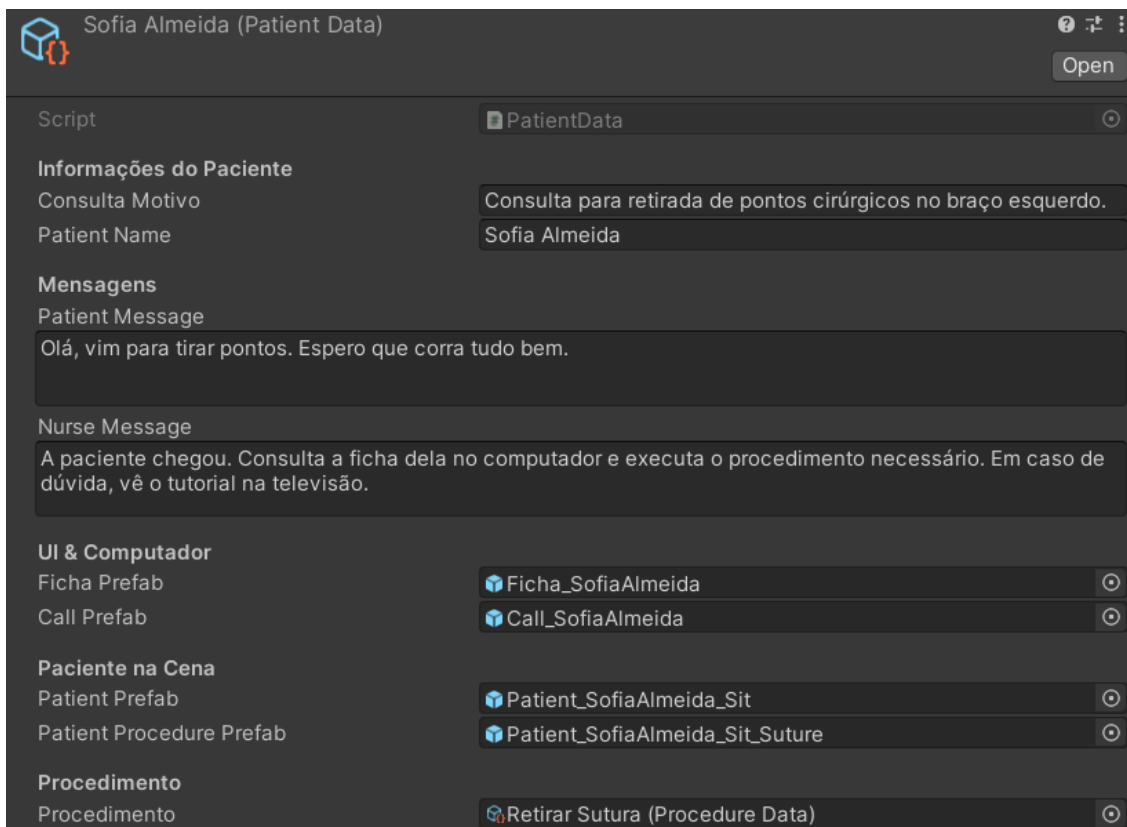 Sofia Almeida (Patient Data)
Open
Script PatientData
Informações do Paciente
Consulta Motivo Consulta para retirada de pontos cirúrgicos no braço esquerdo.
Patient Name Sofia Almeida
Mensagens
Patient Message
Olá, vim para tirar pontos. Espero que corra tudo bem.
Nurse Message
A paciente chegou. Consulta a ficha dela no computador e executa o procedimento necessário. Em caso de
dúvida, vê o tutorial na televisão.
UI & Computador
Ficha Prefab Ficha_SofiaAlmeida
Call Prefab Call_SofiaAlmeida
Paciente na Cena
Patient Prefab Patient_SofiaAlmeida_Sit
Patient Procedure Prefab Patient_SofiaAlmeida_Sit_Suture
Procedimento
Procedimento Retirar Sutura (Procedure Data)